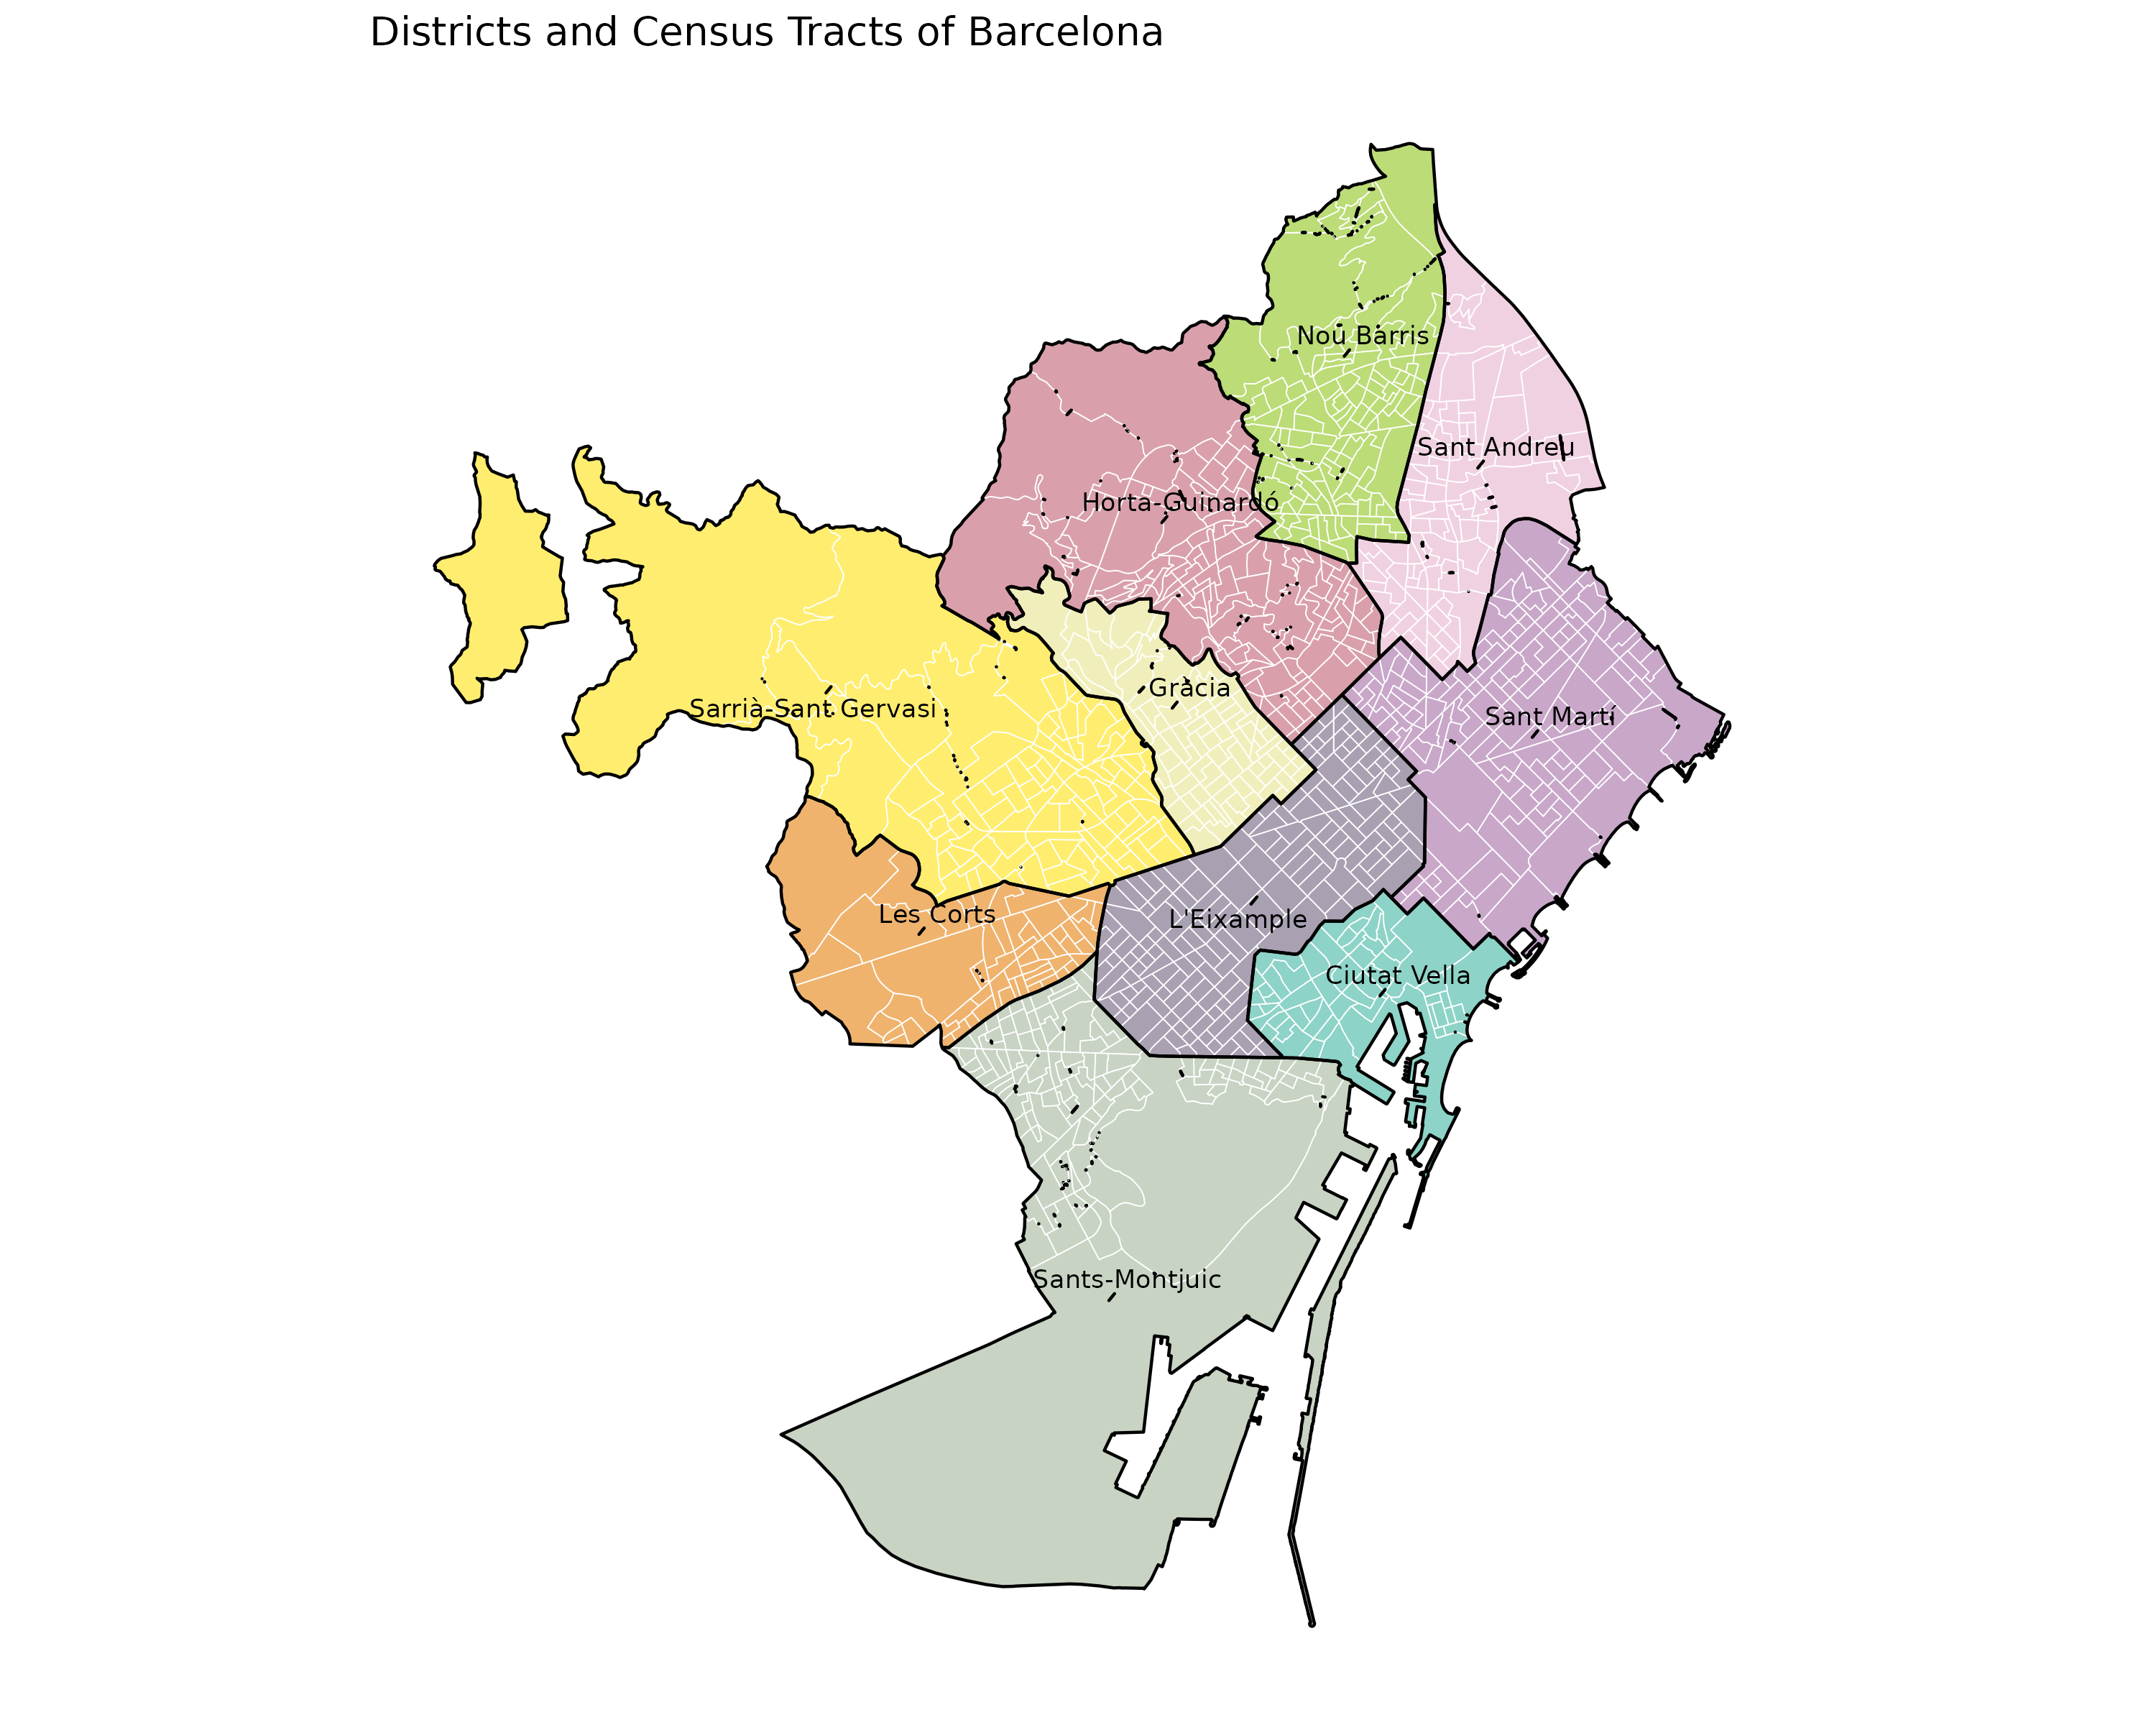 Districts and Census Tracts of Barcelona
Nou Barris
Sant Andreu
Horta-Guinardó
Gràcia
Sarrià-Sant Gervasi
Sant Martí
Les Corts
L'Eixample
Ciutat Vella
Sants-Montjuic